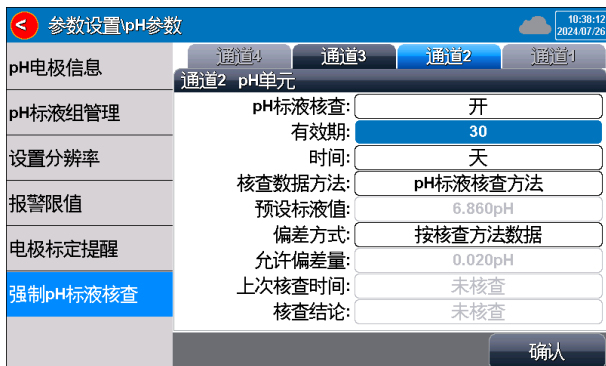 < 参数设置\pH参数
10:38:12
2024/07/26
pH电极信息
pH标液组管理
设置分辨率
报警限值
电极标定提醒
强制pH标液核查
通道4 通道3 通道2 通道1
通道2 pH单元
pH标液核查: 开
有效期: 30
时间: 天
核查数据方法: pH标液核查方法
预设标液值: 6.860pH
偏差方式: 按核查方法数据
允许偏差量: 0.020pH
上次核查时间: 未核查
核查结论: 未核查
确认